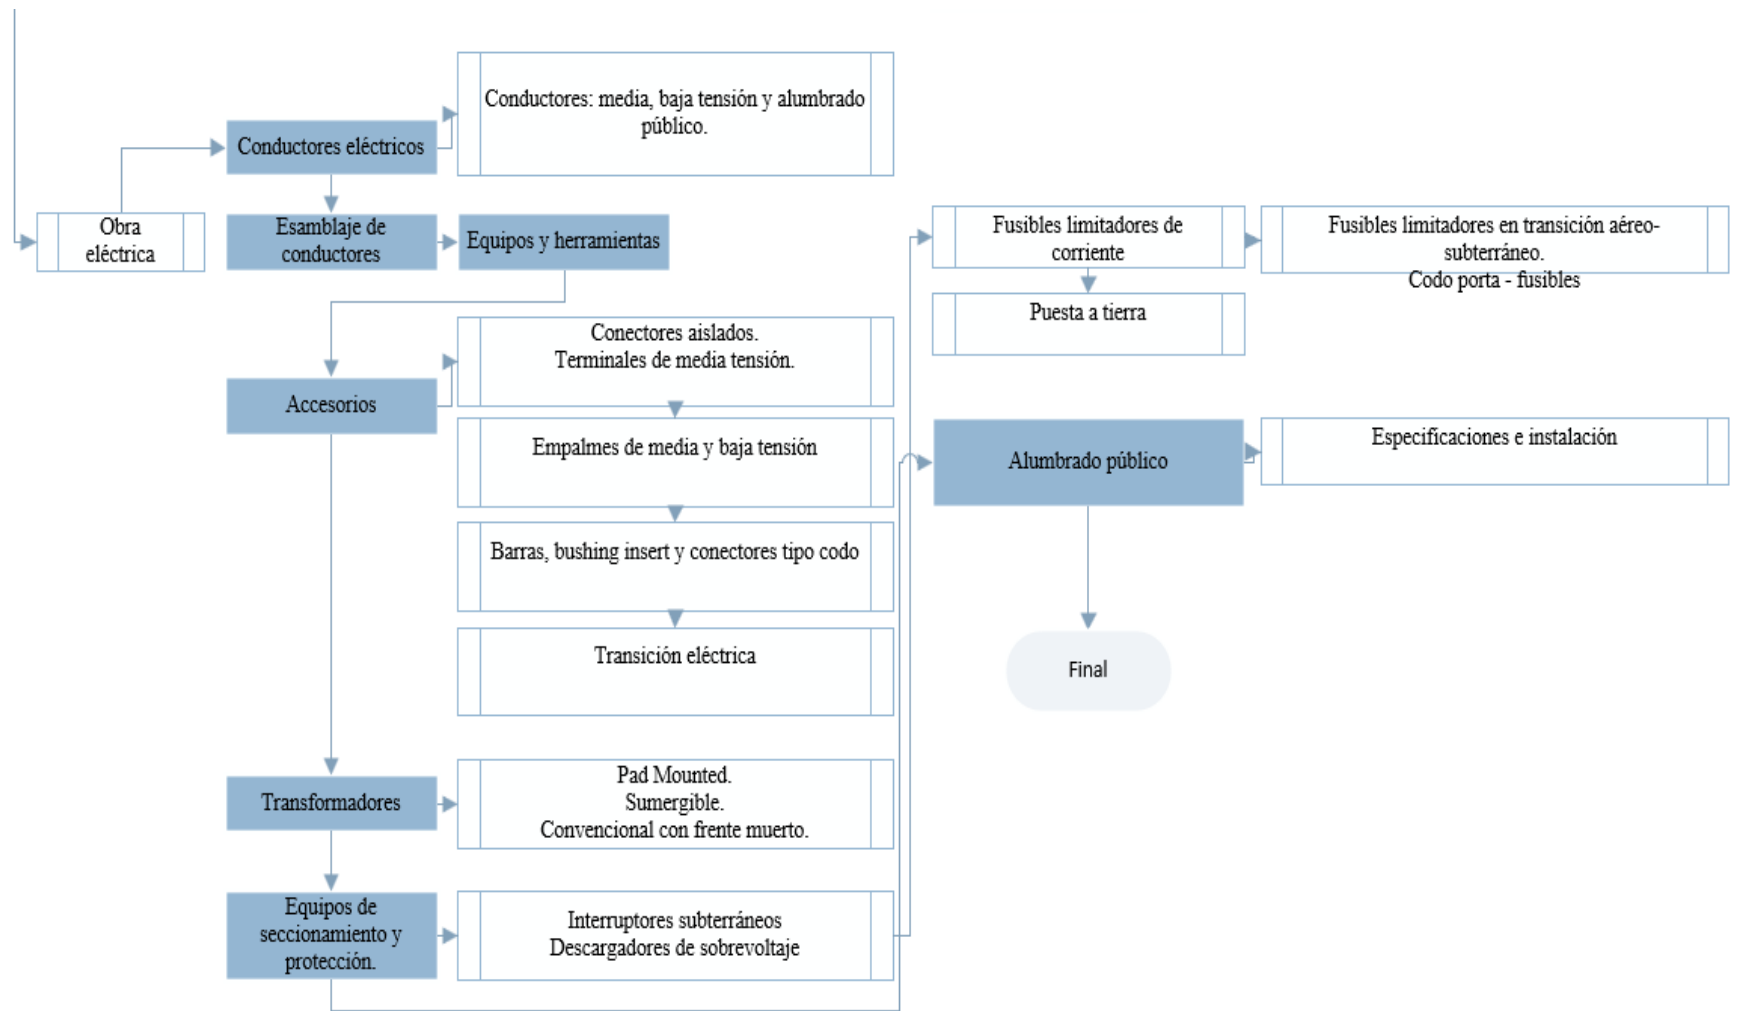 Conductores: media, baja tensión y alumbrado
público.
Conductores eléctricos
Obra
eléctrica
Esamblaje de
conductores
Equipos y herramientas
Conectores aislados.
Terminales de media tensión.
Accesorios
Empalmes de media y baja tensión
Barras, bushing insert y conectores tipo codo
Transición eléctrica
Transformadores
Pad Mounted.
Sumergible.
Convencional con frente muerto.
Equipos de
seccionamiento y
protección.
Interruptores subterráneos
Descargadores de sobrevoltaje
Fusibles limitadores de
corriente
Fusibles limitadores en transición aéreo-
subterráneo.
Codo porta - fusibles
Puesta a tierra
Alumbrado público
Especificaciones e instalación
Final